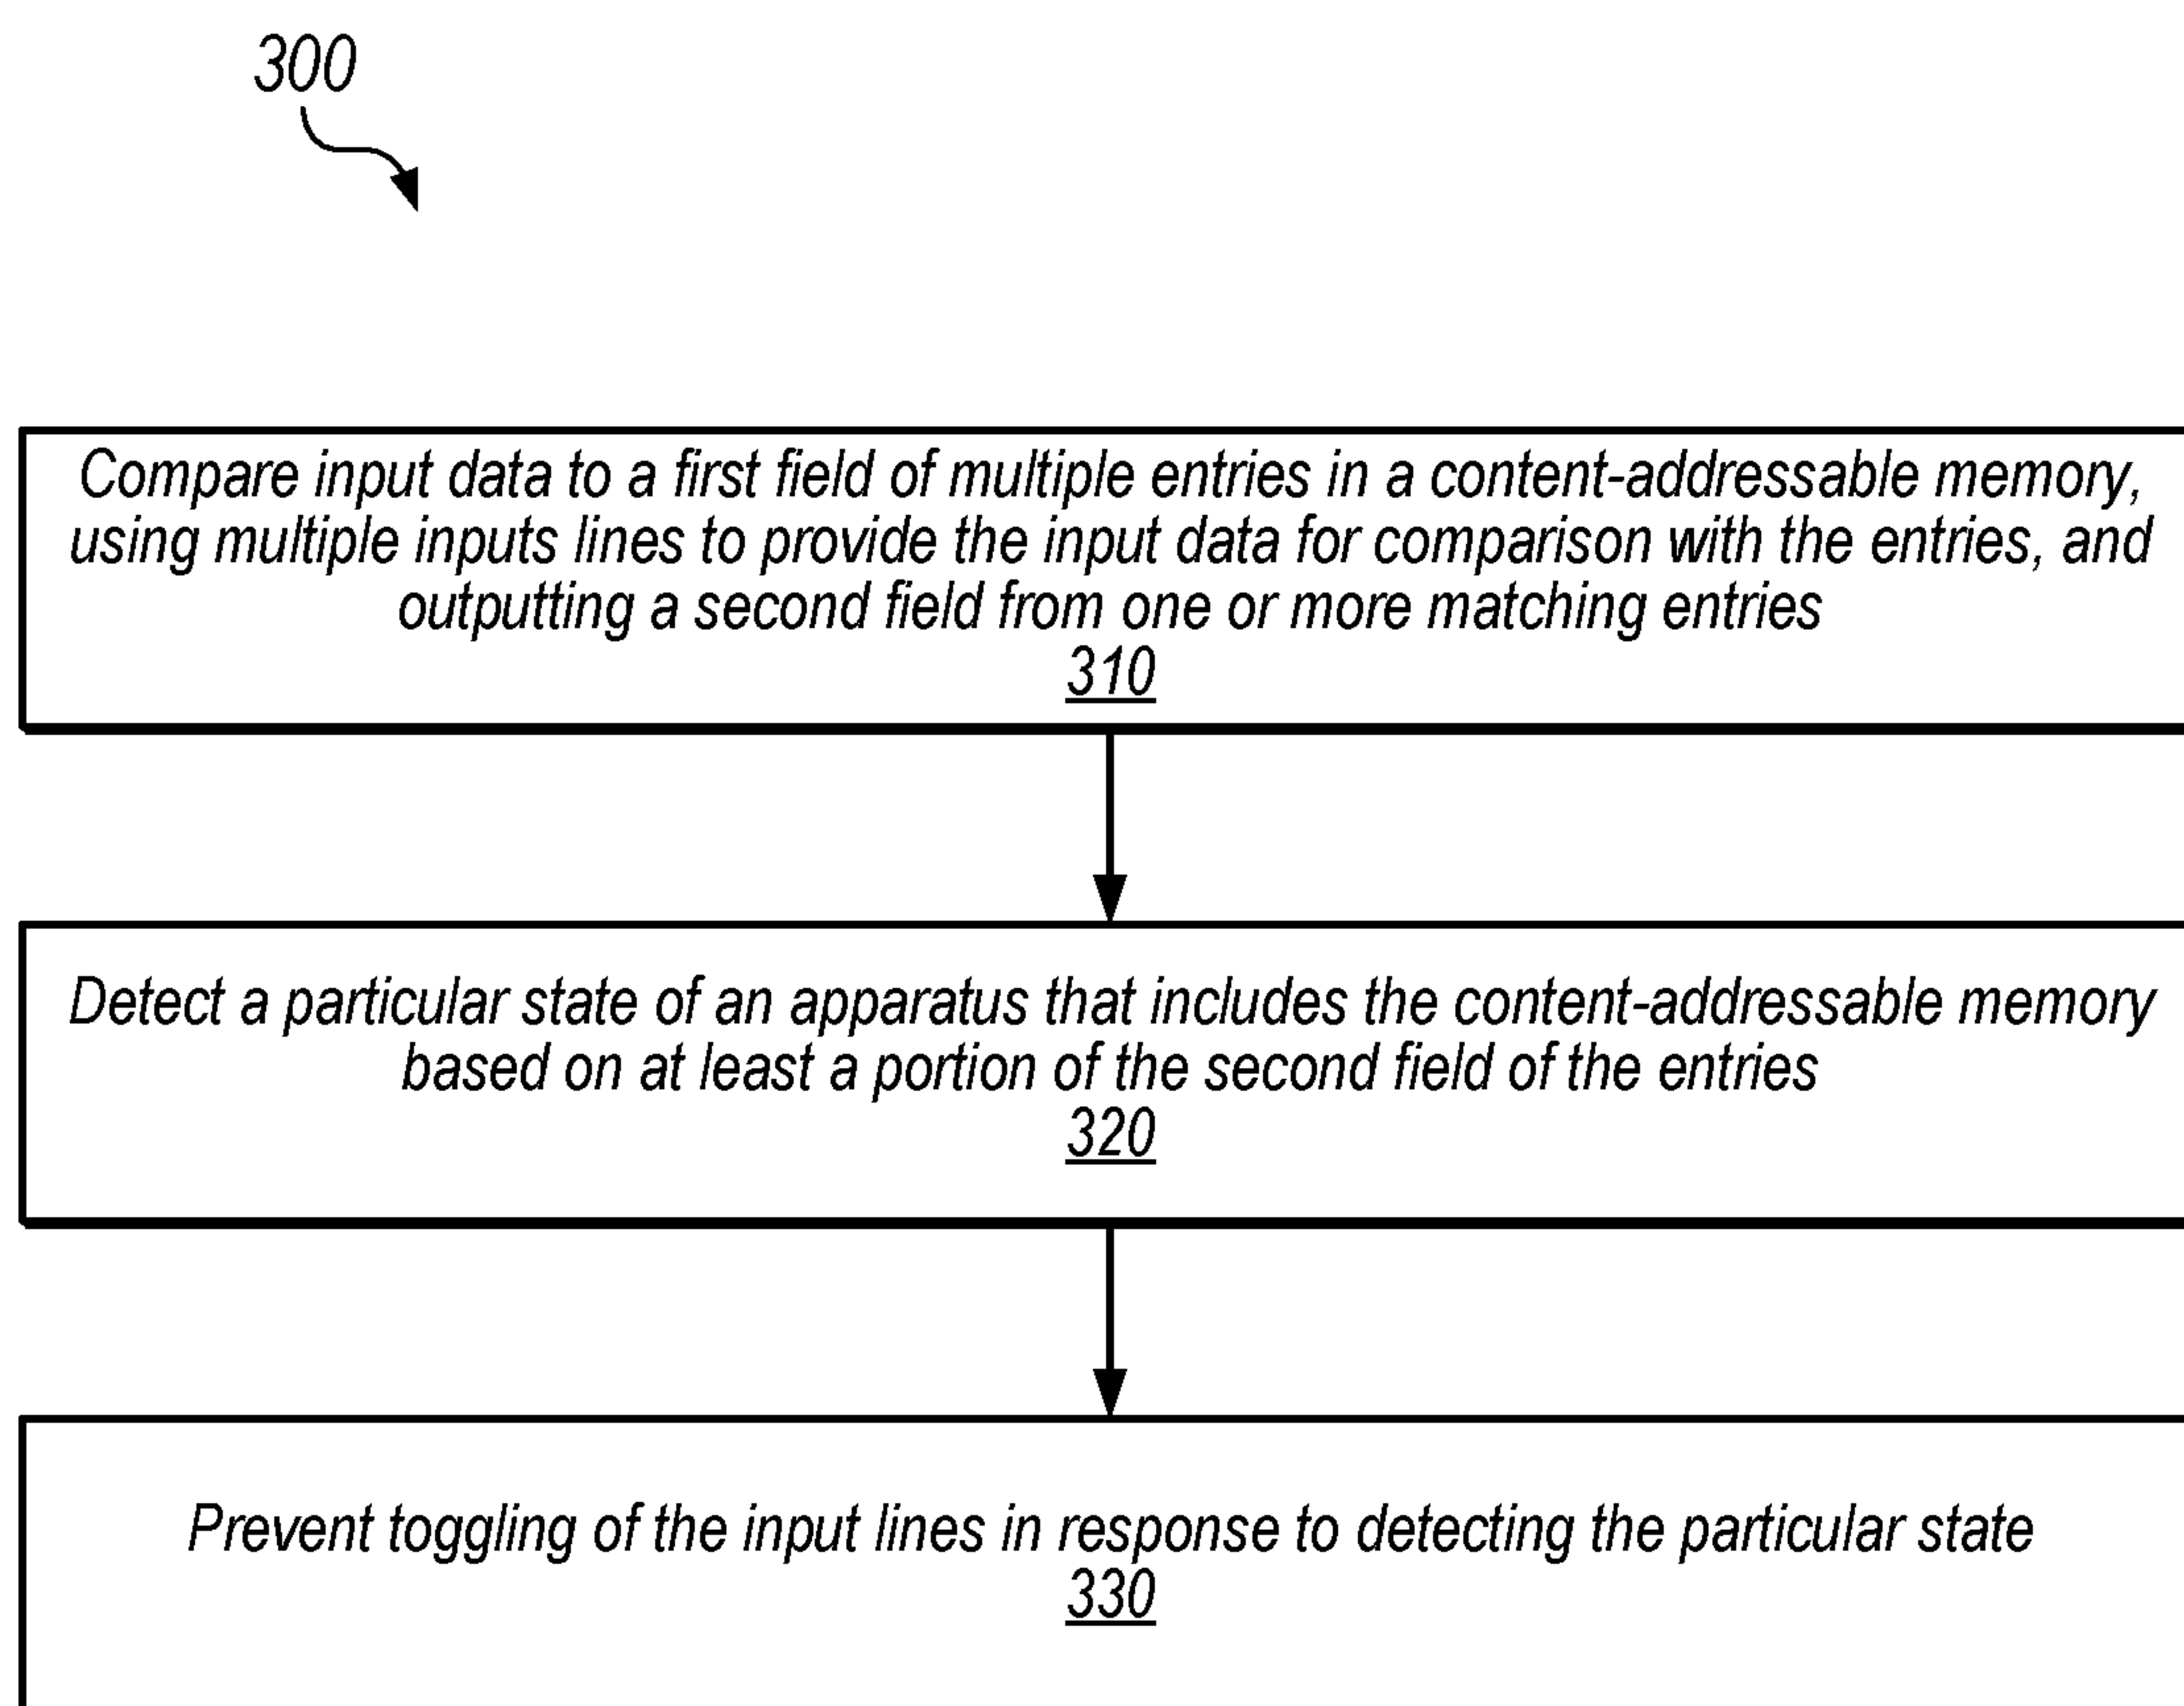 300
Compare input data to a first field of multiple entries in a content-addressable memory,
using multiple inputs lines to provide the input data for comparison with the entries, and
outputting a second field from one or more matching entries
310
Detect a particular state of an apparatus that includes the content-addressable memory
based on at least a portion of the second field of the entries
320
Prevent toggling of the input lines in response to detecting the particular state
330